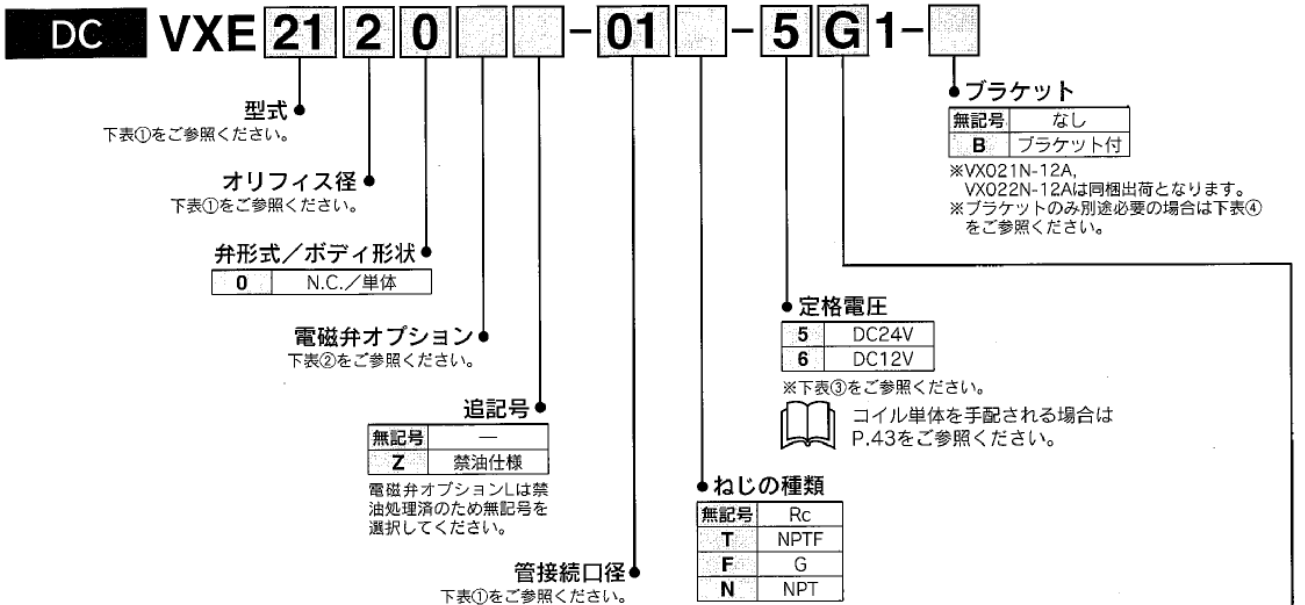 DC VXE 21 2 0 - 01 - 5 G 1 -
型式
下表①をご参照ください。
オリフィス径
下表①をご参照ください。
弁形式／ボディ形状
0 N.C.／単体
電磁弁オプション
下表②をご参照ください。
追記号
無記号 —
Z 禁油仕様
電磁弁オプションLは禁
油処理済のため無記号を
選択してください。
管接続口径
下表①をご参照ください。
ねじの種類
無記号 Rc
T NPTF
F G
N NPT
定格電圧
5 DC24V
6 DC12V
※下表③をご参照ください。
コイル単体を手配される場合は
P.43をご参照ください。
ブラケット
無記号 なし
B ブラケット付
※VX021N-12A,
VX022N-12Aは同梱出荷となります。
※ブラケットのみ別途必要の場合は下表④
をご参照ください。